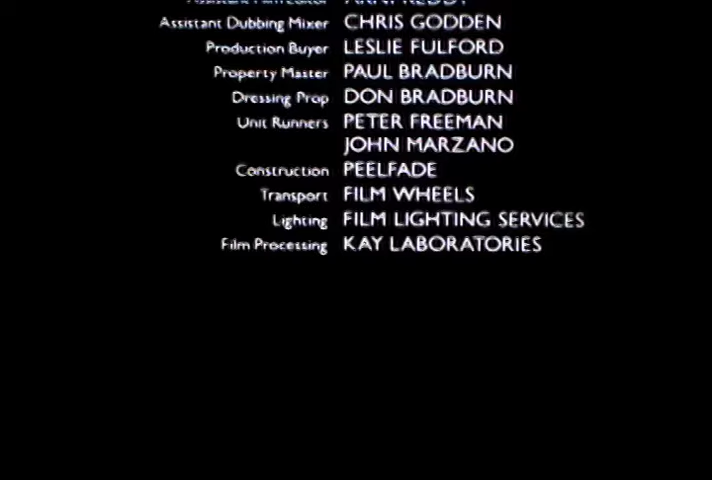 Assistant Dubbing Mixer CHRIS GODDEN
Production Buyer LESLIE FULFORD
Property Master PAUL BRADBURN
Dressing Prop DON BRADBURN
Unit Runners PETER FREEMAN
JOHN MARZANO
Construction PEELFADE
Transport FILM WHEELS
Lighting FILM LIGHTING SERVICES
Film Processing KAY LABORATORIES